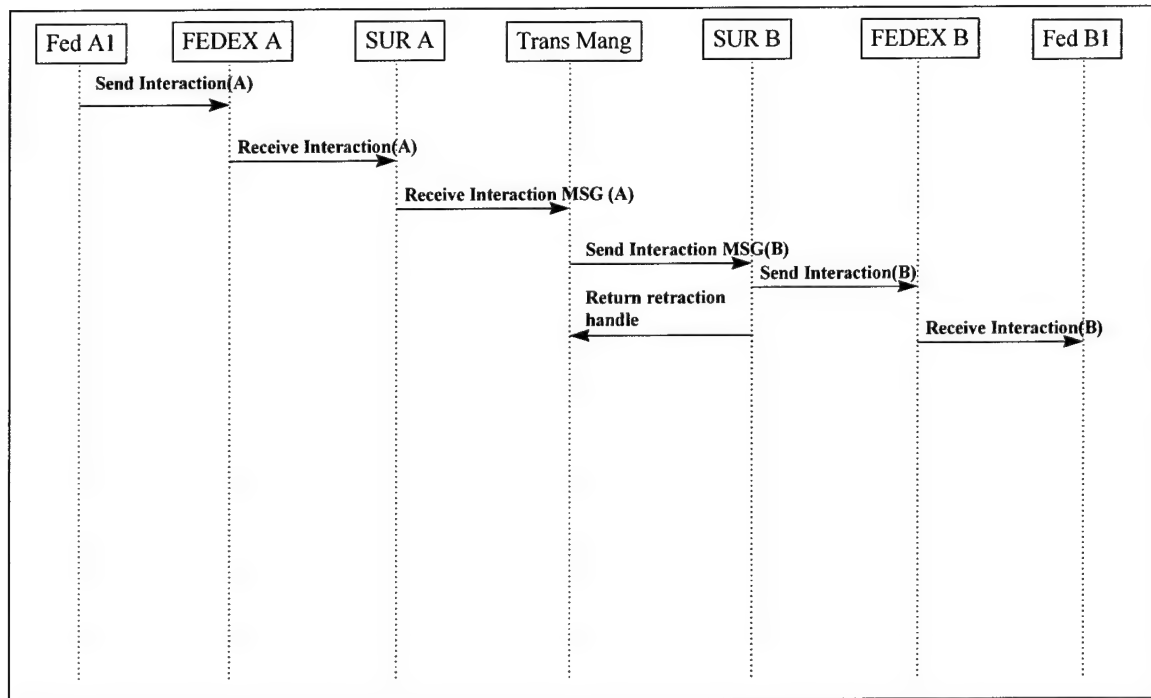 Fed A1
FEDEX A
SUR A
Trans Mang
SUR B
FEDEX B
Fed B1
Send Interaction(A)
Receive Interaction(A)
Receive Interaction MSG (A)
Send Interaction MSG(B)
Send Interaction(B)
Return retraction
handle
Receive Interaction(B)